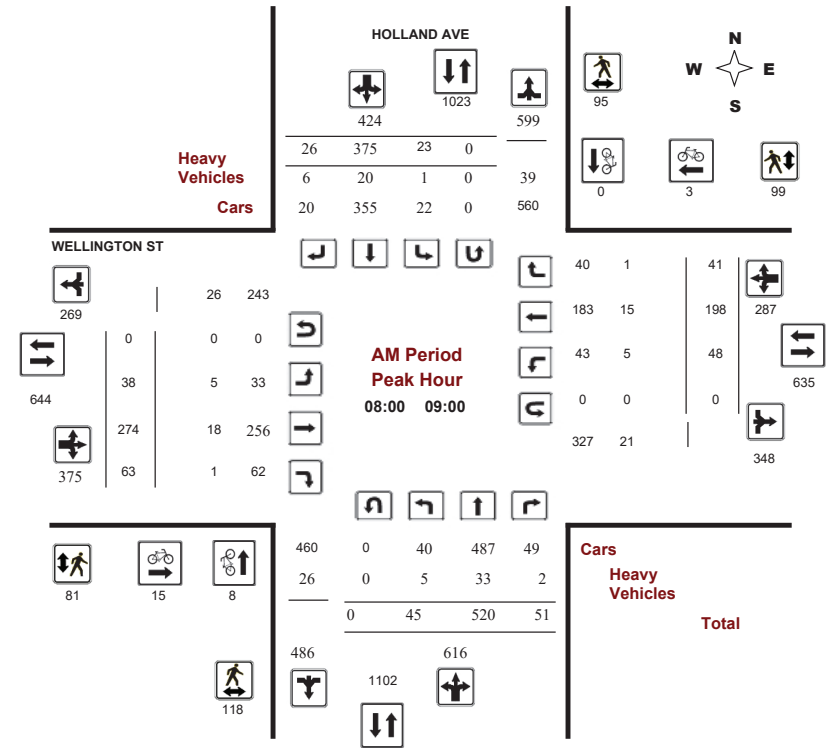 HOLLAND AVE
N
W E
S
1023
95
424
599
26 375 23 0
Heavy
Vehicles
6 20 1 0 39
Cars
20 355 22 0 560
0 3 99
WELLINGTON ST
269
26 243
40 1 41
183 15 198 287
0 0 0
43 5 48
AM Period
Peak Hour
08:00 09:00
644
38 5 33
635
0 0 0
274 18 256
375
63 1 62
327 21
348
460 0 40 487 49
Cars
26 0 5 33 2
Heavy
Vehicles
81 15 8
0 45 520 51
Total
486 616
1102
118